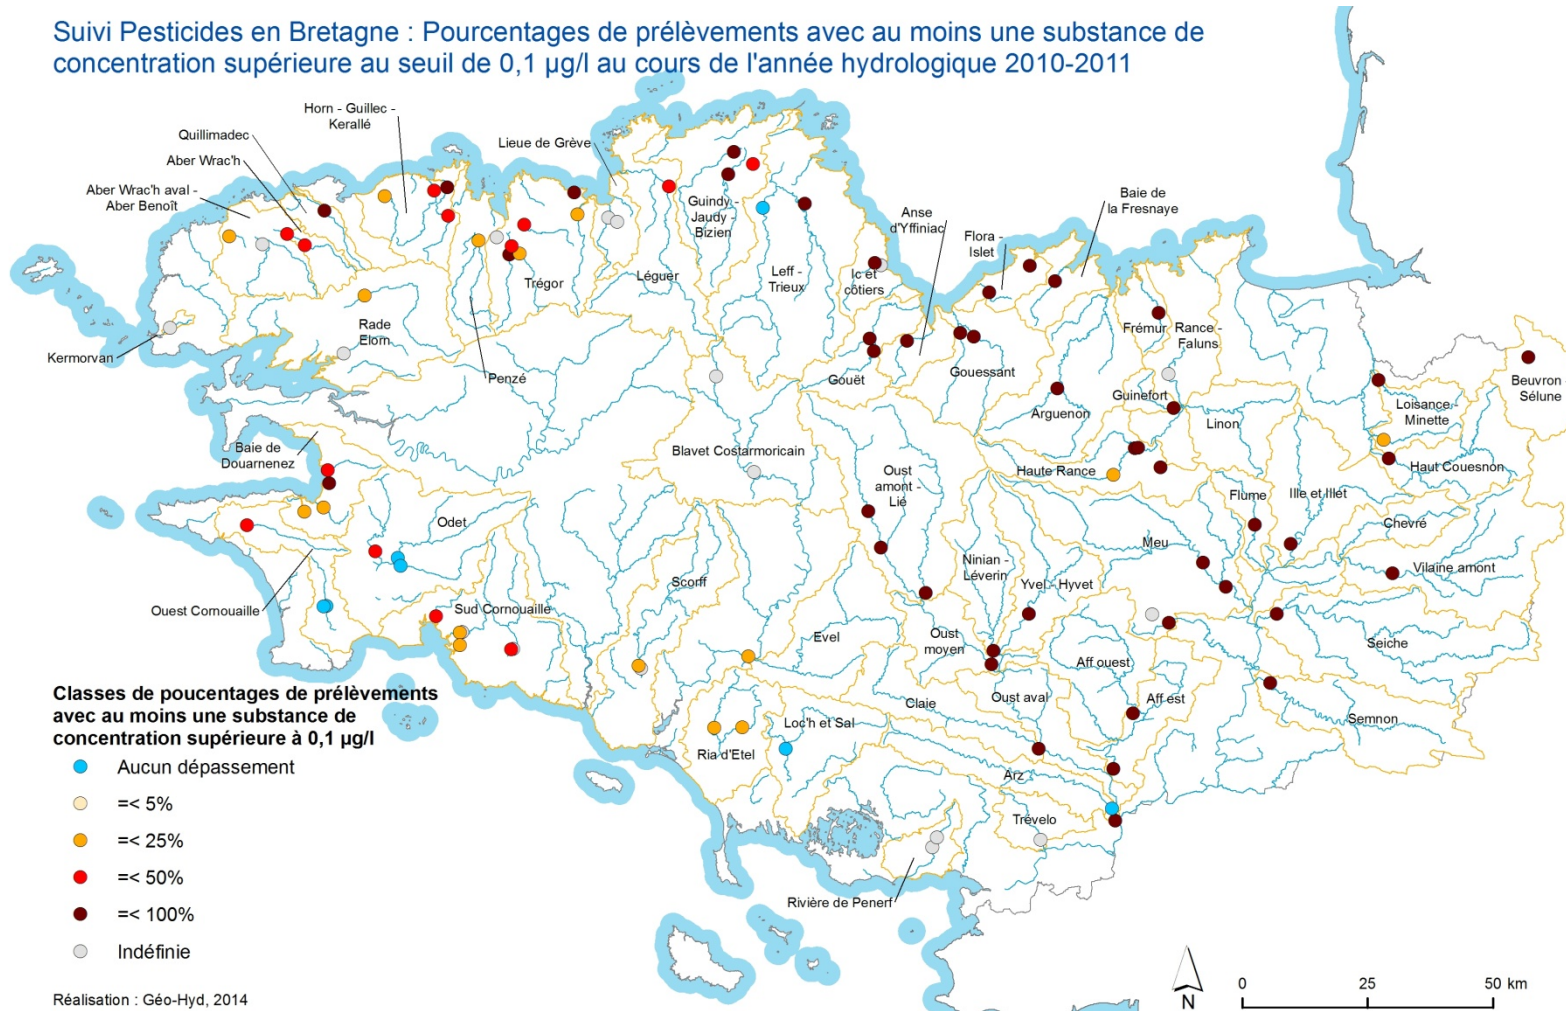 Suivi Pesticides en Bretagne : Pourcentages de prélèvements avec au moins une substance de
concentration supérieure au seuil de 0,1 µg/l au cours de l'année hydrologique 2010-2011
Horn - Guillec -
Kerallé
Quillimadec
Lieue de Grève
Aber Wrac'h
Aber Wrac'h aval -
Aber Benoît
Baie de
la Fresnaye
Guindy -
Jaudy -
Bizien
Anse
d'Yffiniac
Flora -
Islet
Léguer
Leff -
Trieux
Ic et
côtiers
Trégor
Rade
Elorn
Frémur
Rance -
Faluns
Kermorvan
Penzé
Gouët
Gouessant
Beuvron
Sélune
Arguenon
Guinefort
Loisance -
Minette
Linon
Baie de
Douarnenez
Blavet Costarmoricain
Oust
amont -
Lié
Haute Rance
Haut Couesnon
Flume
Ille et Illet
Odet
Chevré
Meu
Ninian -
Léverin
Vilaine amont
Scorff
Yvel - Hyvet
Ouest Cornouaille
Sud Cornouaille
Evel
Oust
moyen
Seiche
Aff ouest
Oust aval
Aff est
Claie
Semnon
Loc'h et Sal
Ria d'Etel
Arz
Trévelo
Rivière de Penerf
Classes de poucentages de prélèvements
avec au moins une substance de
concentration supérieure à 0,1 µg/l
Aucun dépassement
=< 5%
=< 25%
=< 50%
=< 100%
Indéfinie
Réalisation : Géo-Hyd, 2014
N
0 25 50 km